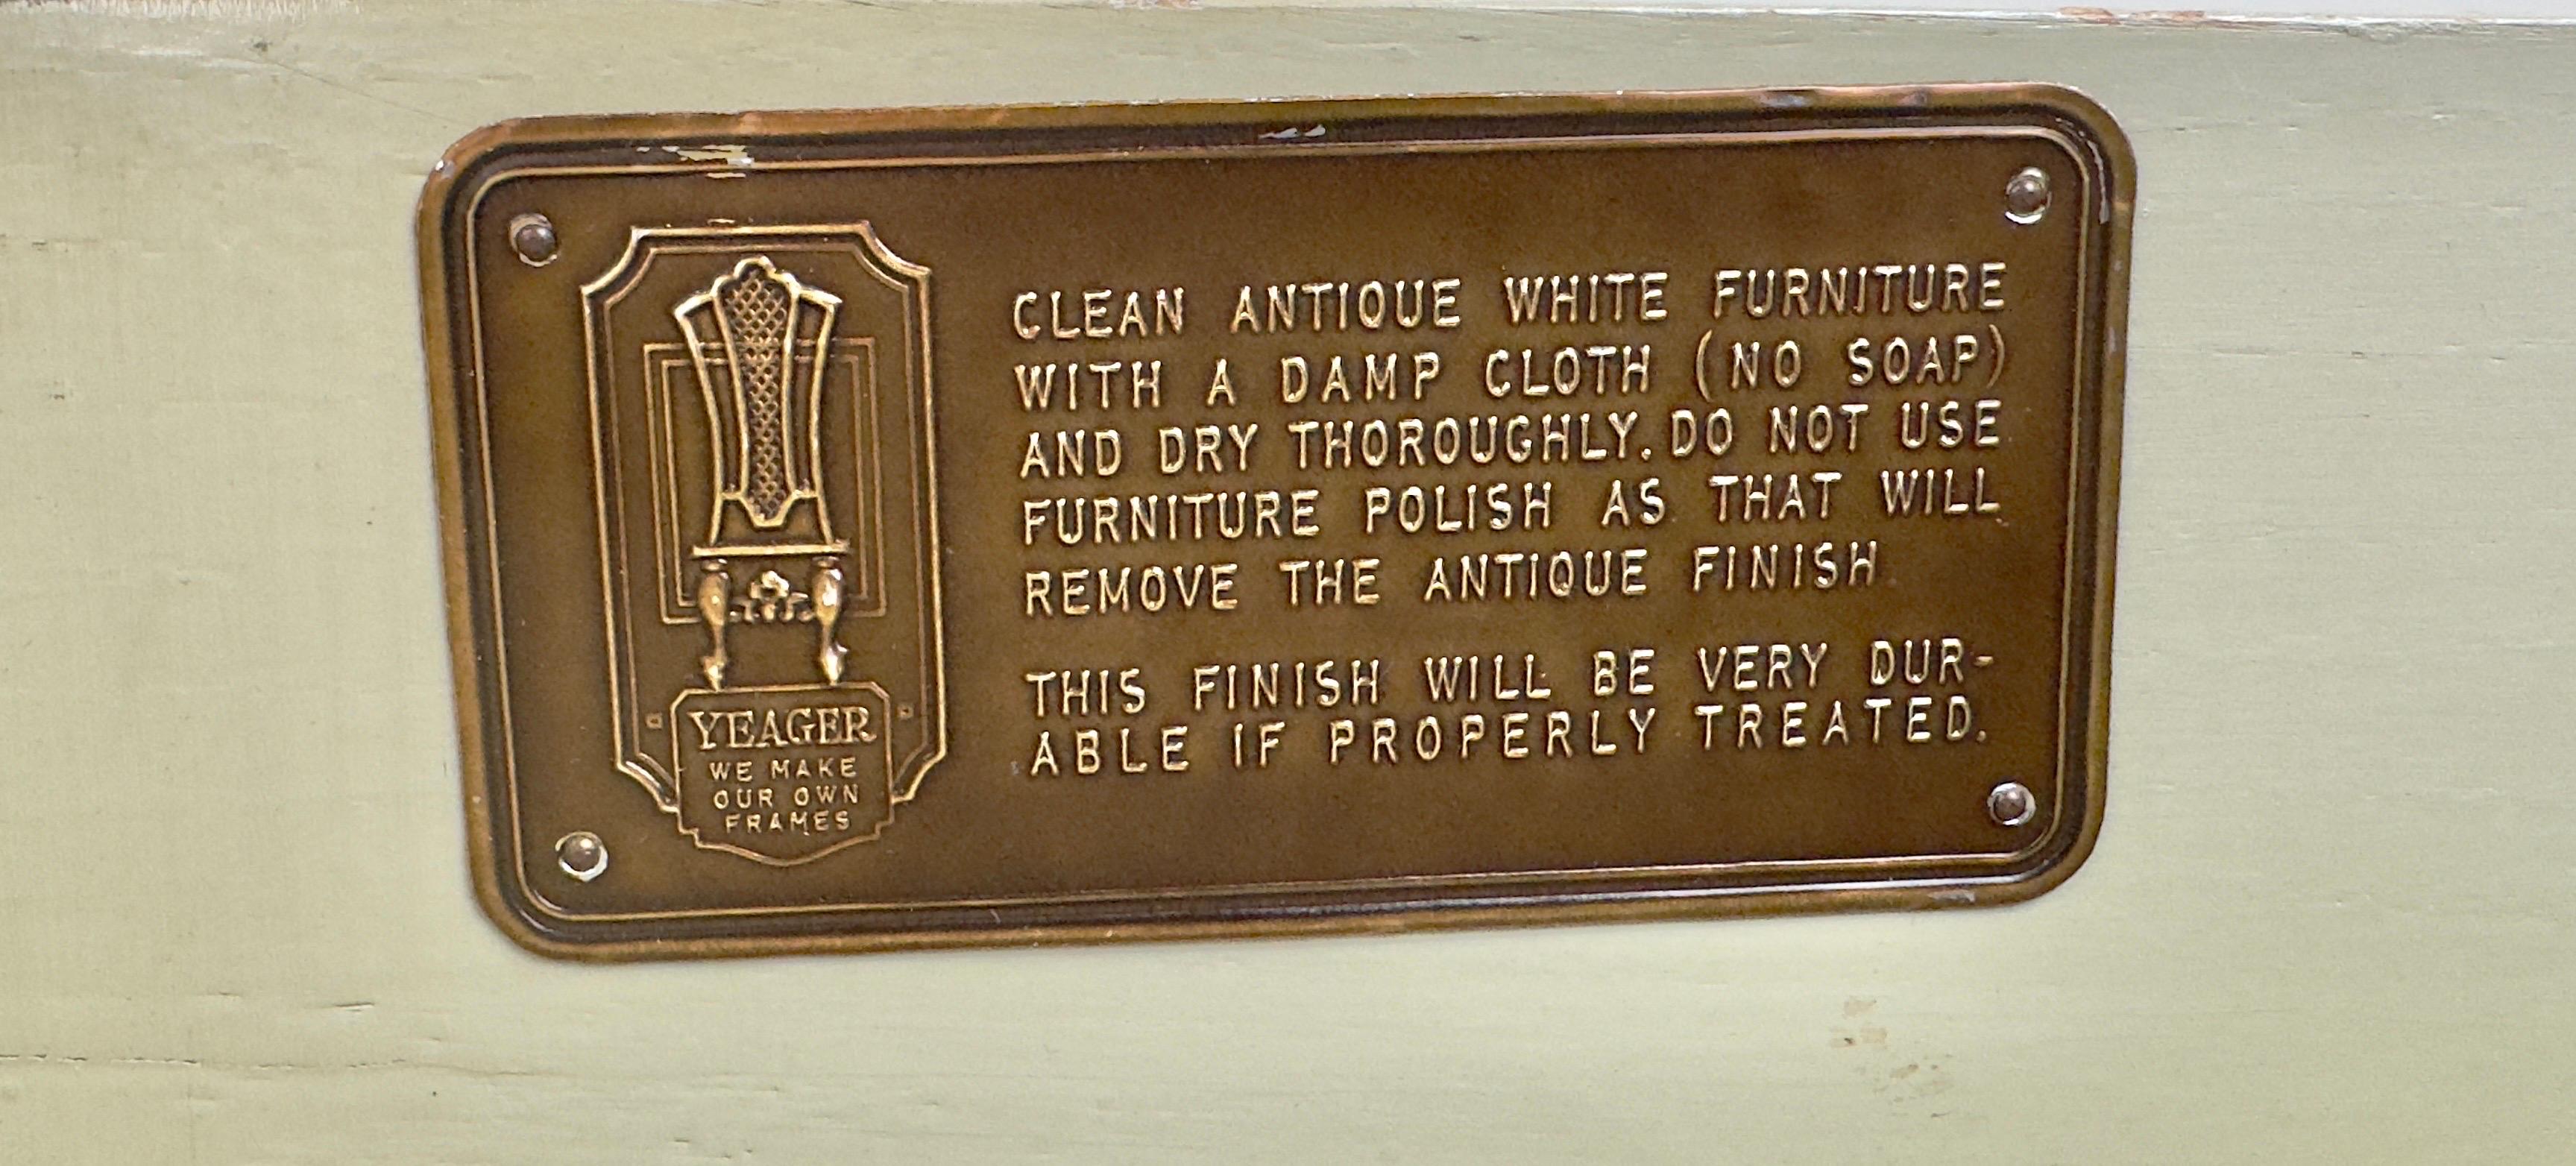 CLEAN ANTIQUE WHITE FURNITURE
WITH A DAMP CLOTH (NO SOAP)
AND DRY THOROUGHLY. DO NOT USE
FURNITURE POLISH AS THAT WILL
REMOVE THE ANTIQUE FINISH
THIS FINISH WILL BE VERY DUR-
ABLE IF PROPERLY TREATED.
YEAGER
WE MAKE
OUR OWN
FRAMES